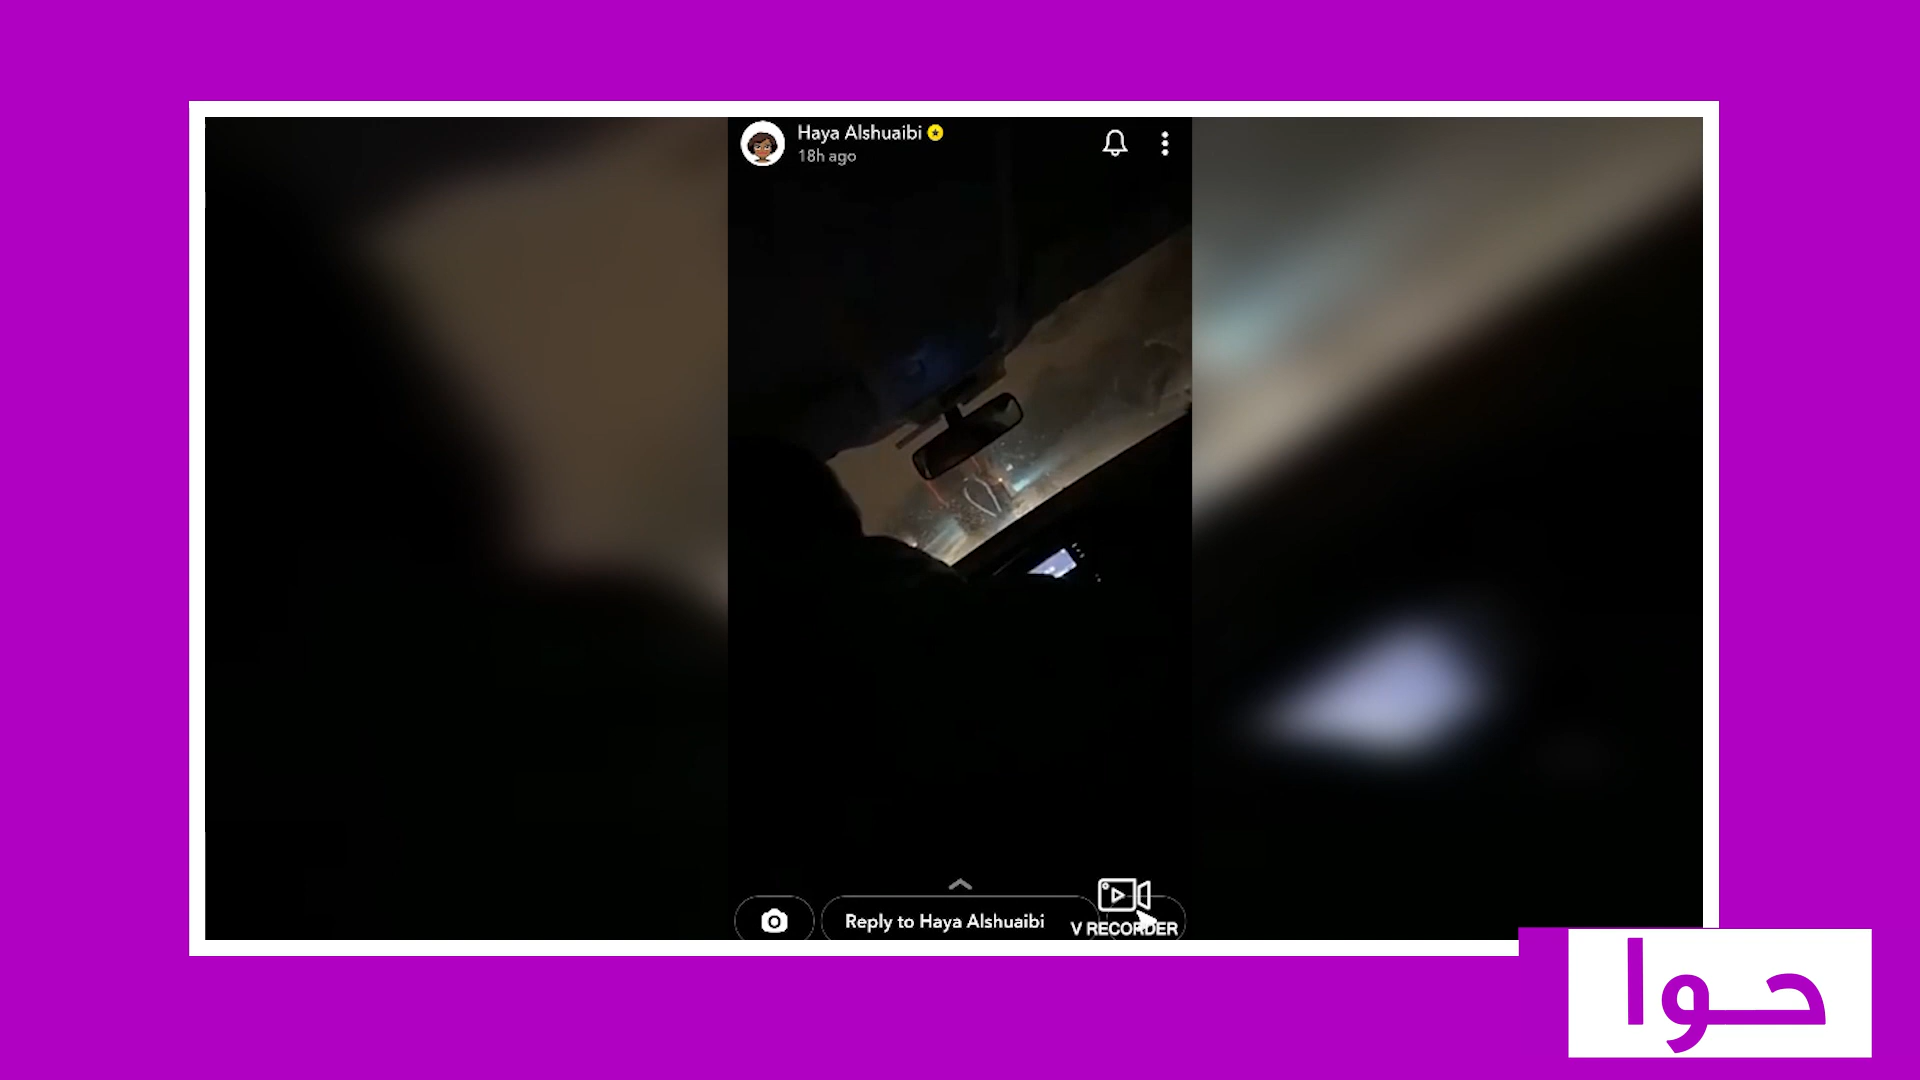 Haya Alshuaibi
18h ago
Reply to Haya Alshuaibi
V RECORDER
حوا